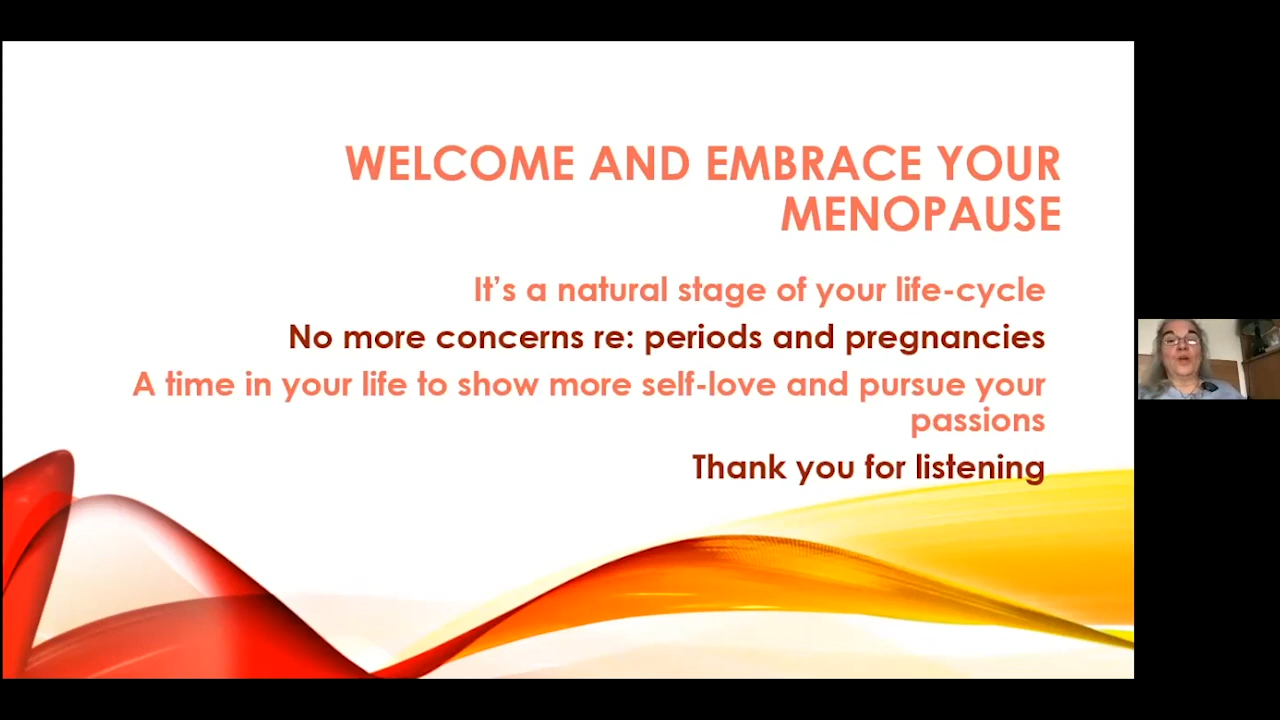 WELCOME AND EMBRACE YOUR
MENOPAUSE
It's a natural stage of your life-cycle
No more concerns re: periods and pregnancies
A time in your life to show more self-love and pursue your
passions
Thank you for listening